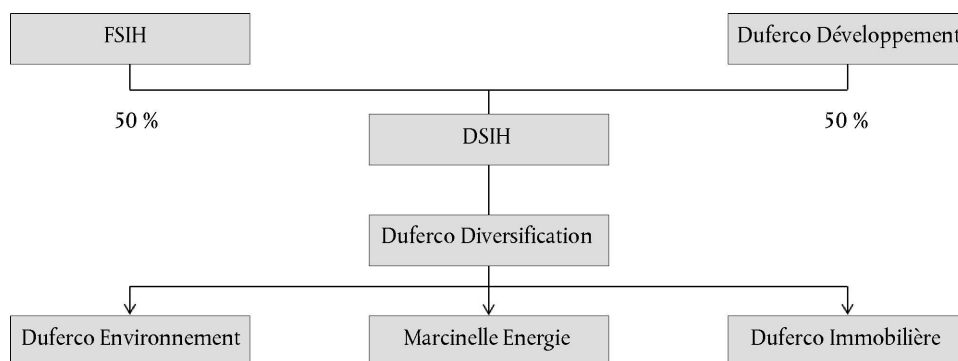 FSIH
Duferco Développement
50 %
50 %
DSIH
Duferco Diversification
Duferco Environnement
Marcinelle Energie
Duferco Immobilière